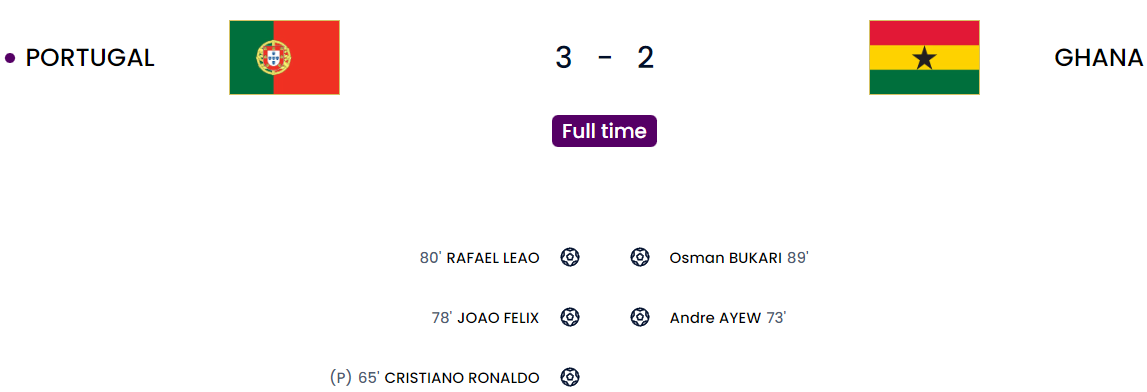 PORTUGAL 3 - 2 GHANA
Full time
80' RAFAEL LEAO Osman BUKARI 89'
78' JOAO FELIX Andre AYEW 73'
(P) 65' CRISTIANO RONALDO